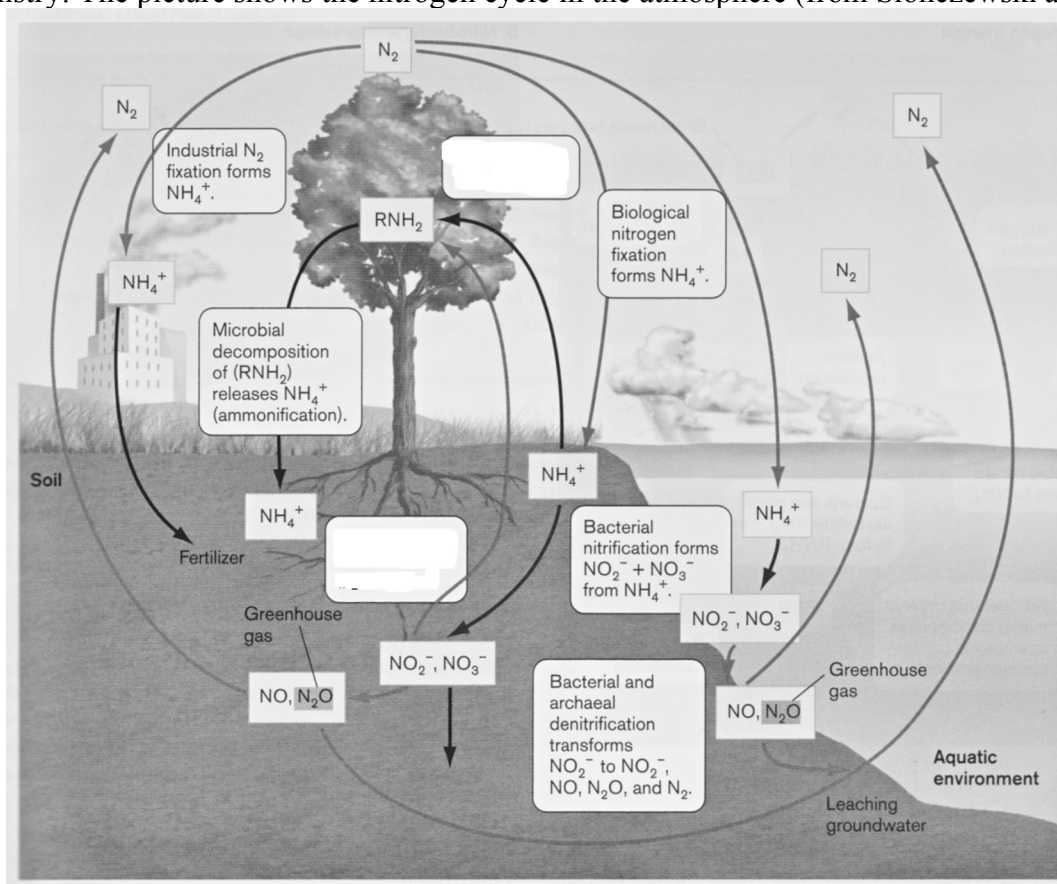 nistry. The picture shows the nitrogen cycle in the atmosphere (from Slonczewski a
N₂
N₂
N₂
Industrial N₂
fixation forms
NH₄⁺.
RNH₂
Biological
nitrogen
fixation
forms NH₄⁺.
NH₄⁺
N₂
Microbial
decomposition
of (RNH₂)
releases NH₄⁺
(ammonification).
Soil
NH₄⁺
NH₄⁺
NH₄⁺
Fertilizer
Bacterial
nitrification forms
NO₂⁻ + NO₃⁻
from NH₄⁺.
Greenhouse
gas
NO₂⁻, NO₃⁻
NO₂⁻, NO₃⁻
NO, N₂O
Bacterial and
archaeal
denitrification
transforms
NO₂⁻ to NO₂⁻,
NO, N₂O, and N₂.
Greenhouse
gas
NO, N₂O
Aquatic
environment
Leaching
groundwater